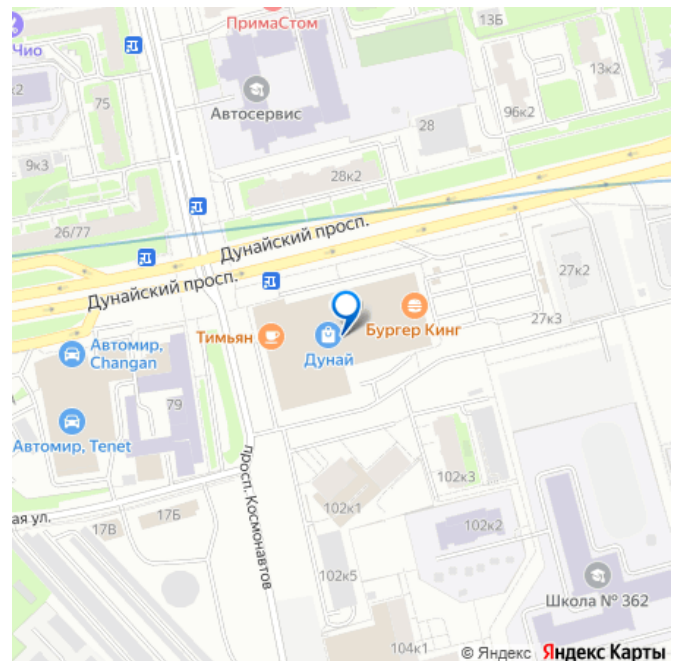 ПримаСтом
13Б
Чио
к2
75
Автосервис
13к2
96к2
28
9к3
28к2
26/77
Дунайский просп.
Дунайский просп.
27к2
27к3
Тимьян
Бургер Кинг
Дунай
Автомир,
Changan
79
Автомир, Tenet
просп. Космонавтов
ая ул.
17В
17Б
102к1
102к3
102к2
102к5
Школа № 362
104к1
© Яндекс Яндекс Карты